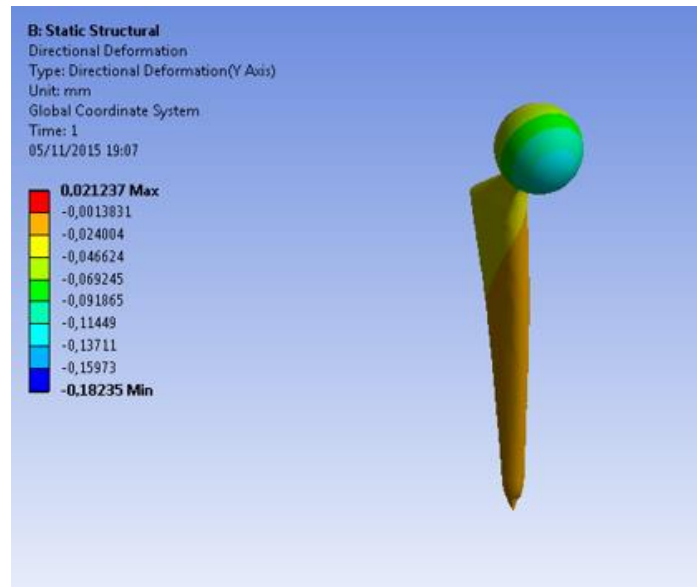 B: Static Structural
Directional Deformation
Type: Directional Deformation(Y Axis)
Unit: mm
Global Coordinate System
Time: 1
05/11/2015 19:07
0,021237 Max
-0,0013831
-0,024004
-0,046624
-0,069245
-0,091865
-0,11449
-0,13711
-0,15973
-0,18235 Min